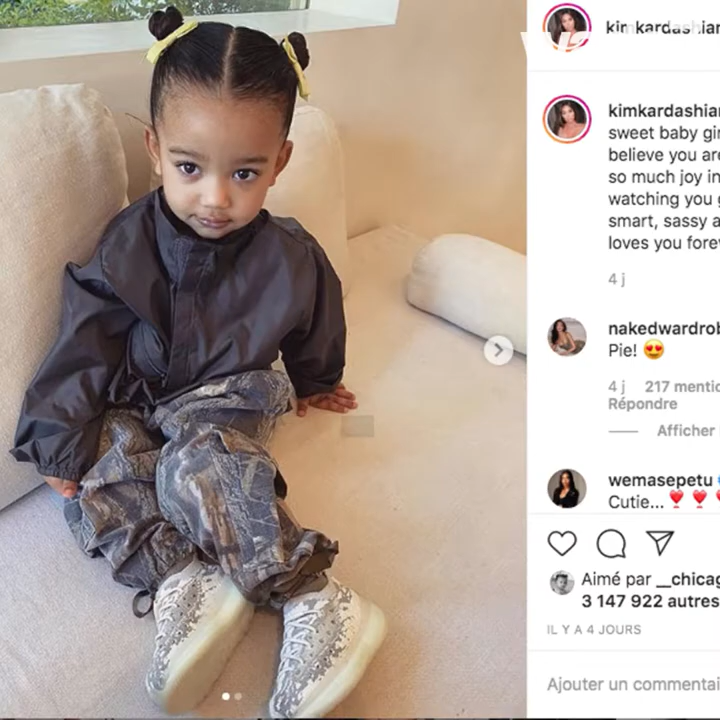 kimkardashian
kimkardashian
sweet baby gir
believe you are
so much joy in
watching you g
smart, sassy a
loves you forev
4 j
nakedwardrob
Pie! 😍
4 j 217 mentio
Répondre
Afficher
wemasepetu
Cutie... ❣️ ❣️
Aimé par __chicag
3 147 922 autres
IL Y A 4 JOURS
Ajouter un commentai